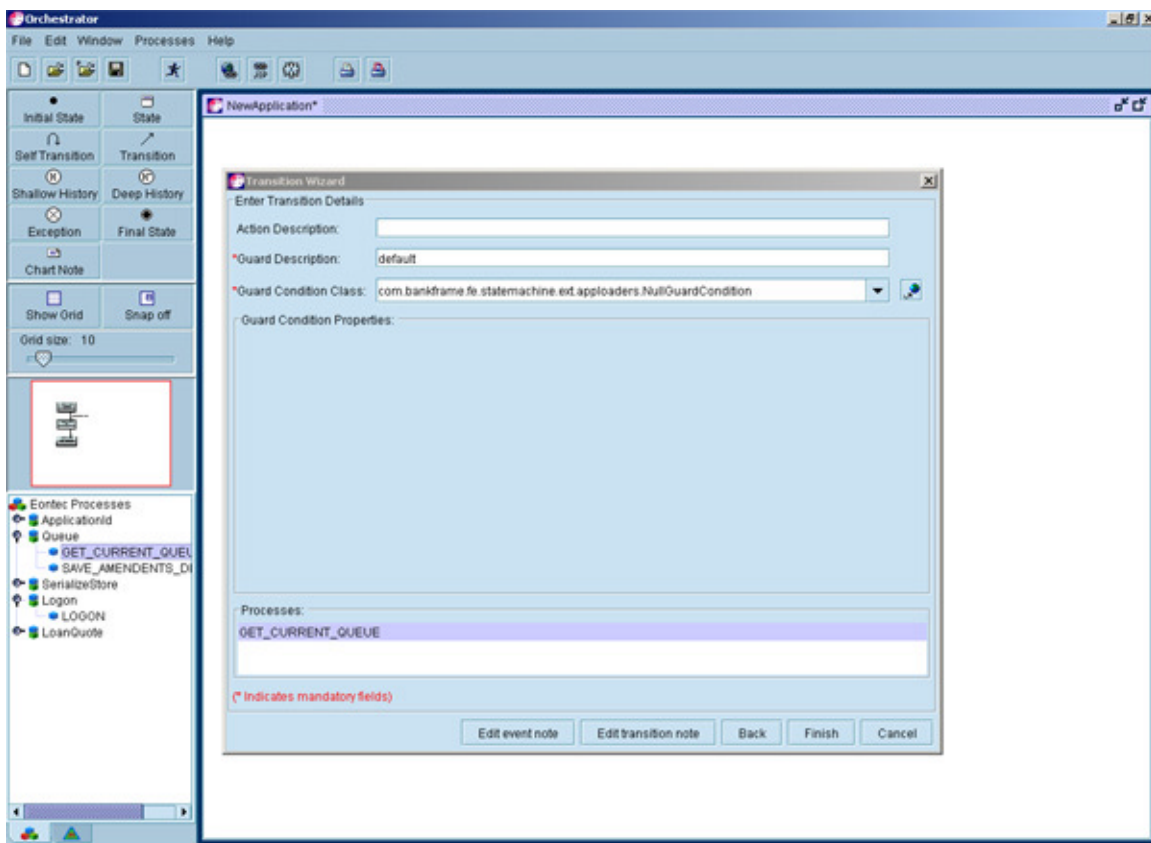 Orchestrator
File Edit Window Processes Help
Initial State State
Self Transition Transition
Shallow History Deep History
Exception Final State
Chart Note
Show Grid Snap off
Grid size: 10
Eontec Processes
ApplicationId
Queue
GET_CURRENT_QUEU
SAVE_AMENDENTS_DI
SerializeStore
Logon
LOGON
LoanQuote
NewApplication*
Transition Wizard
Enter Transition Details
Action Description:
*Guard Description: default
*Guard Condition Class: com.bankframe.fe.statemachine.ext.apploaders.NullGuardCondition
Guard Condition Properties:
Processes:
GET_CURRENT_QUEUE
(* Indicates mandatory fields)
Edit event note Edit transition note Back Finish Cancel